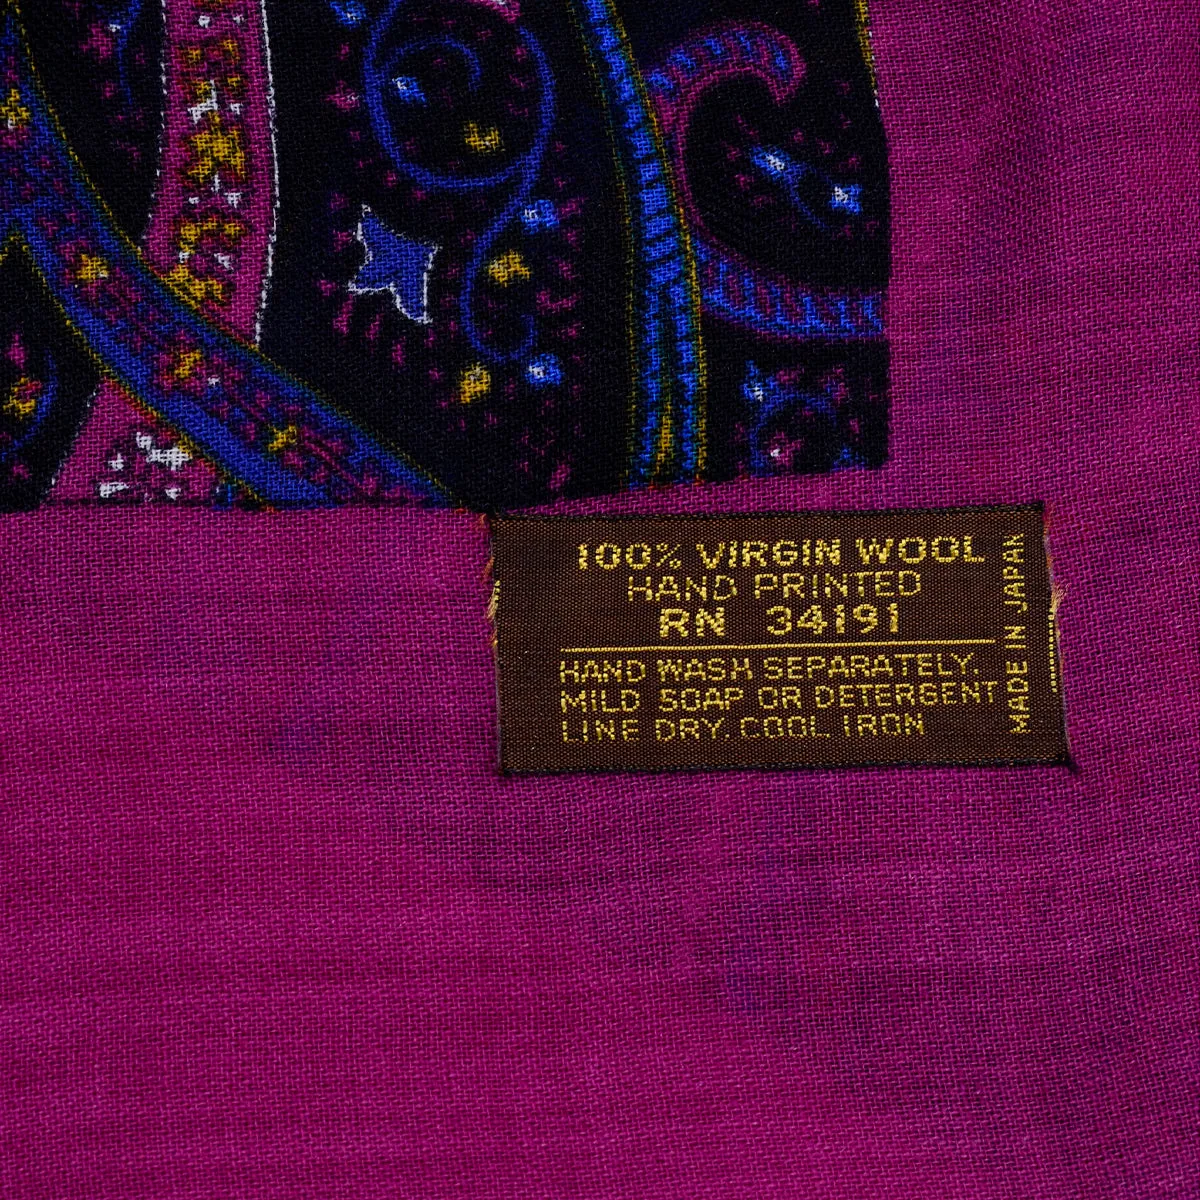 100% VIRGIN WOOL
HAND PRINTED
RN 34191
HAND WASH SEPARATELY.
MILD SOAP OR DETERGENT
LINE DRY. COOL IRON
MADE IN JAPAN